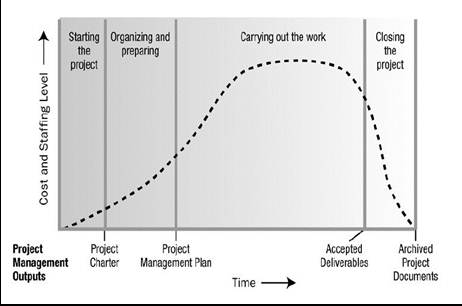 Starting
the
project
Organizing and
preparing
Carrying out the work
Closing
the
project
Cost and Staffing Level
Project
Management
Outputs
Project
Charter
Project
Management Plan
Accepted
Deliverables
Archived
Project
Documents
Time